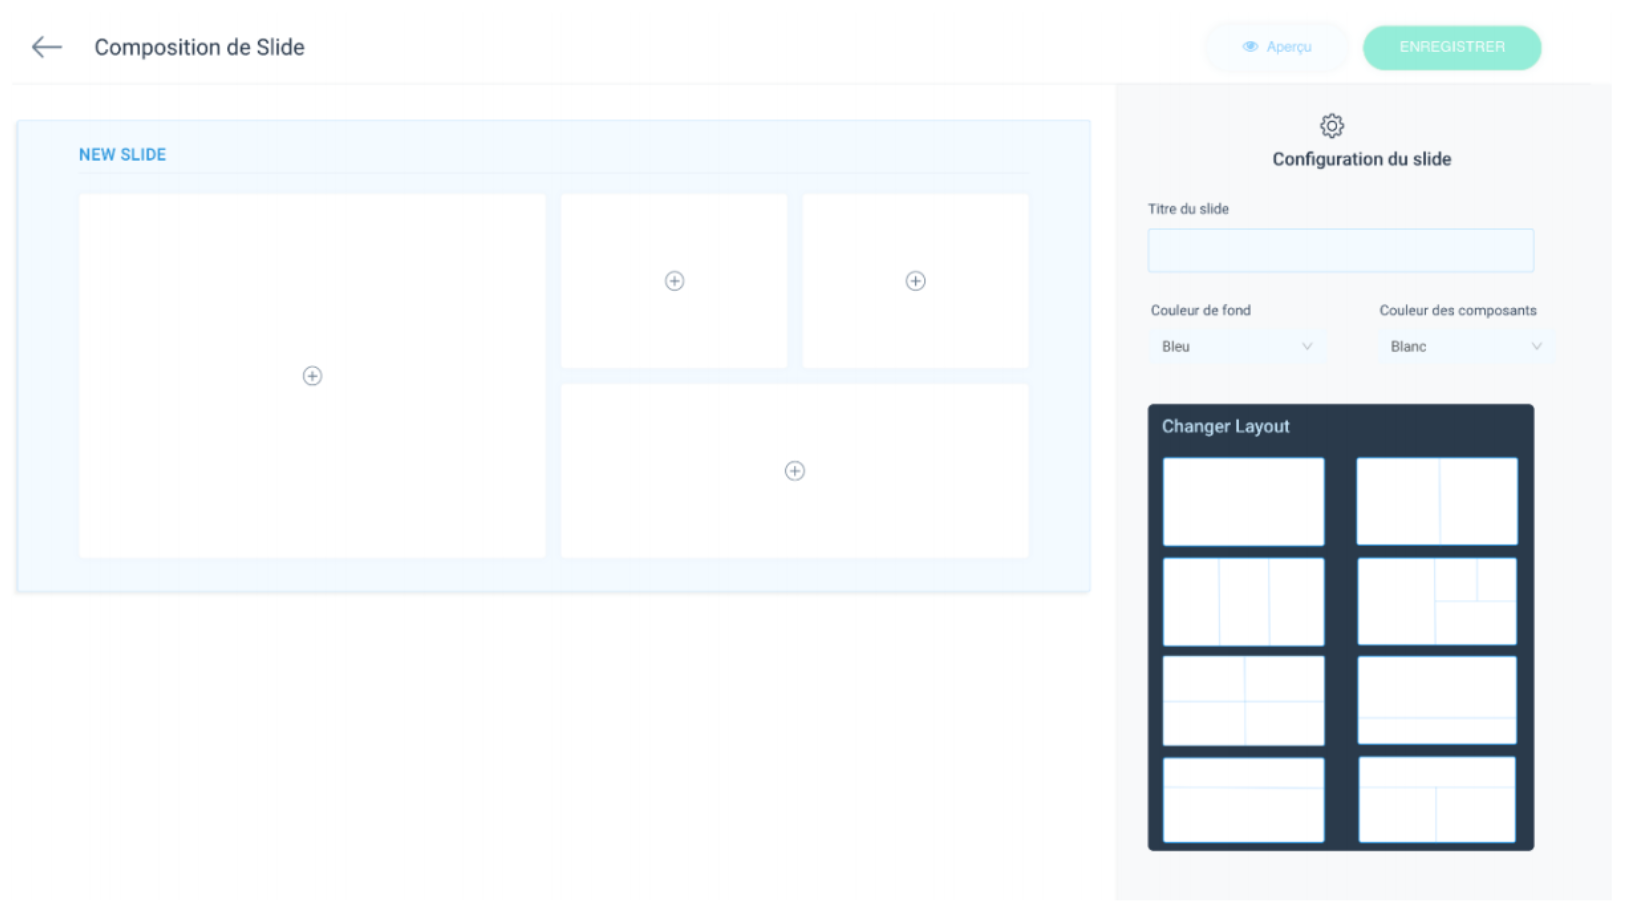 Composition de Slide
Aperçu
ENREGISTRER
NEW SLIDE
Configuration du slide
Titre du slide
Couleur de fond
Couleur des composants
Bleu
Blanc
Changer Layout